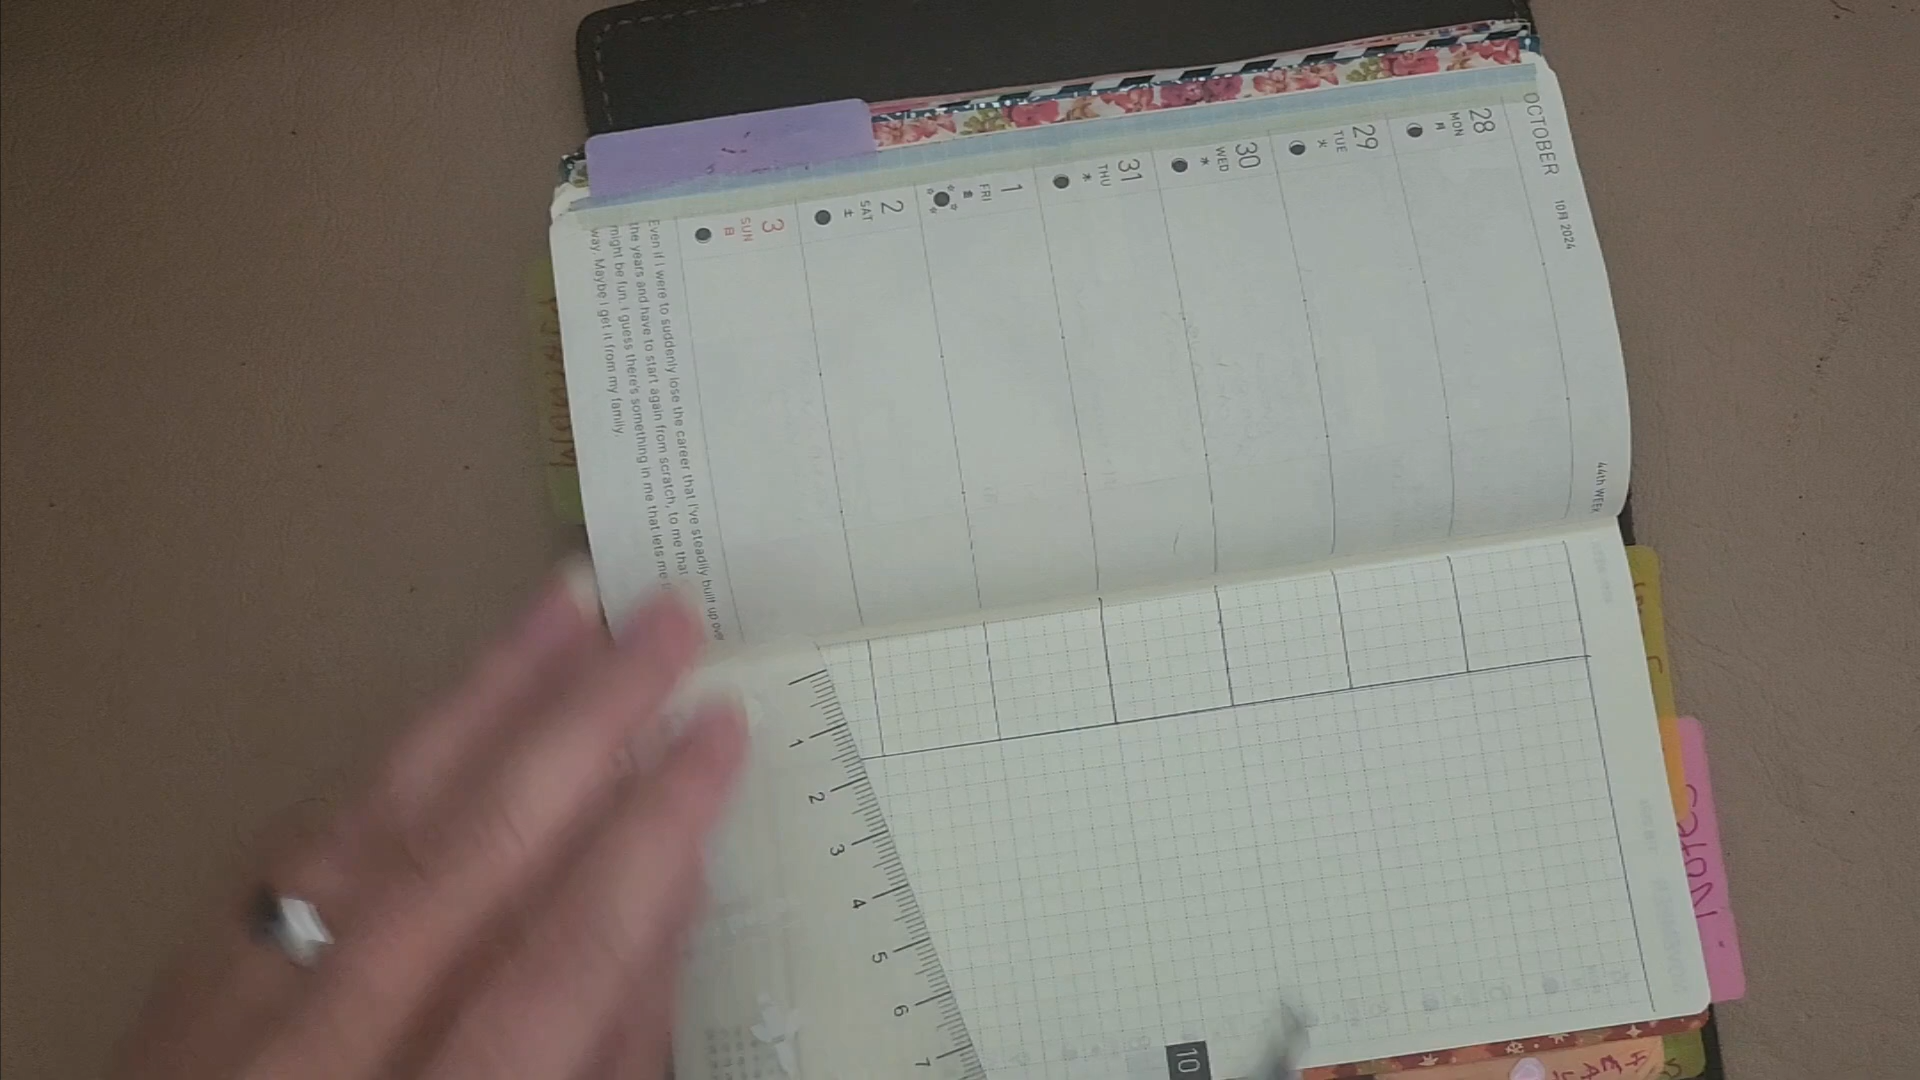 OCTOBER 10月 2024 44th WEEK
28 MON 月
29 TUE 火
30 WED 水
31 THU 木
1 FRI 金
2 SAT 土
3 SUN 日
Even if I were to suddenly lose the career that I've steadily built up over
the years and have to start again from scratch, to me that
might be fun. I guess there's something in me that lets me
way. Maybe I get it from my family.
1
2
3
4
5
6
7
10
Notes